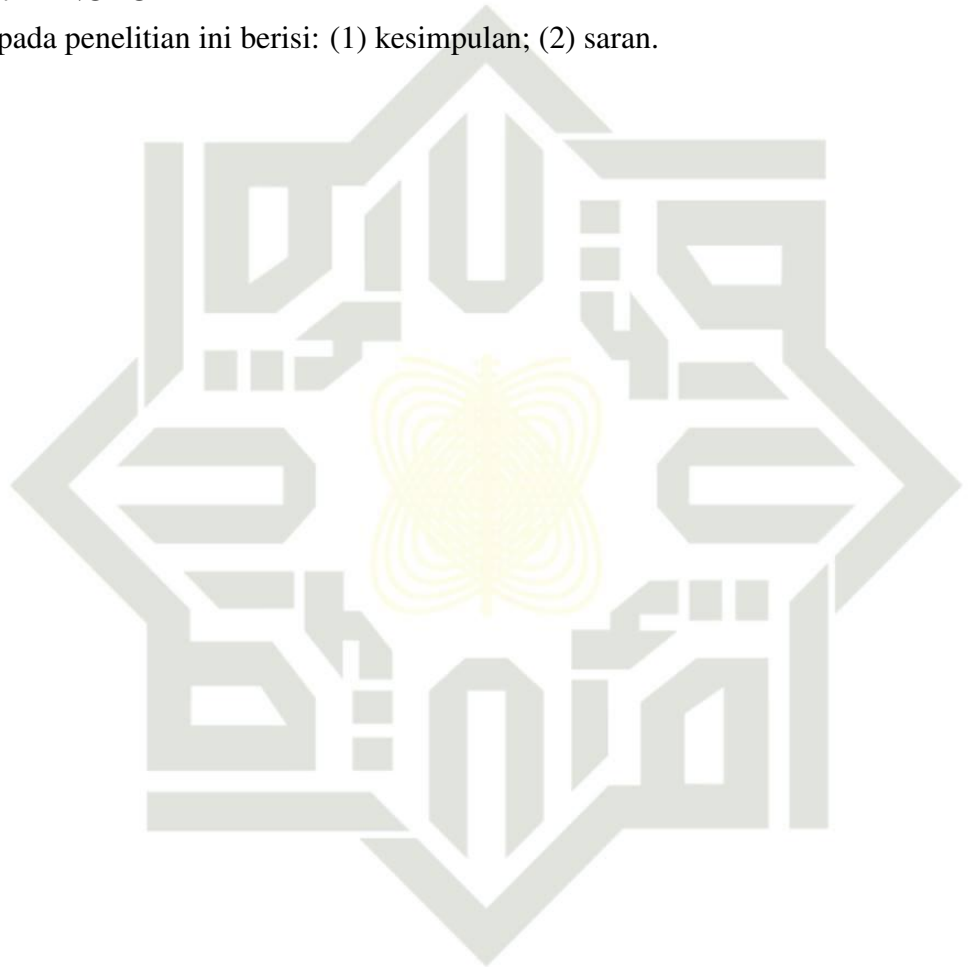 pada penelitian ini berisi: (1) kesimpulan; (2) saran.